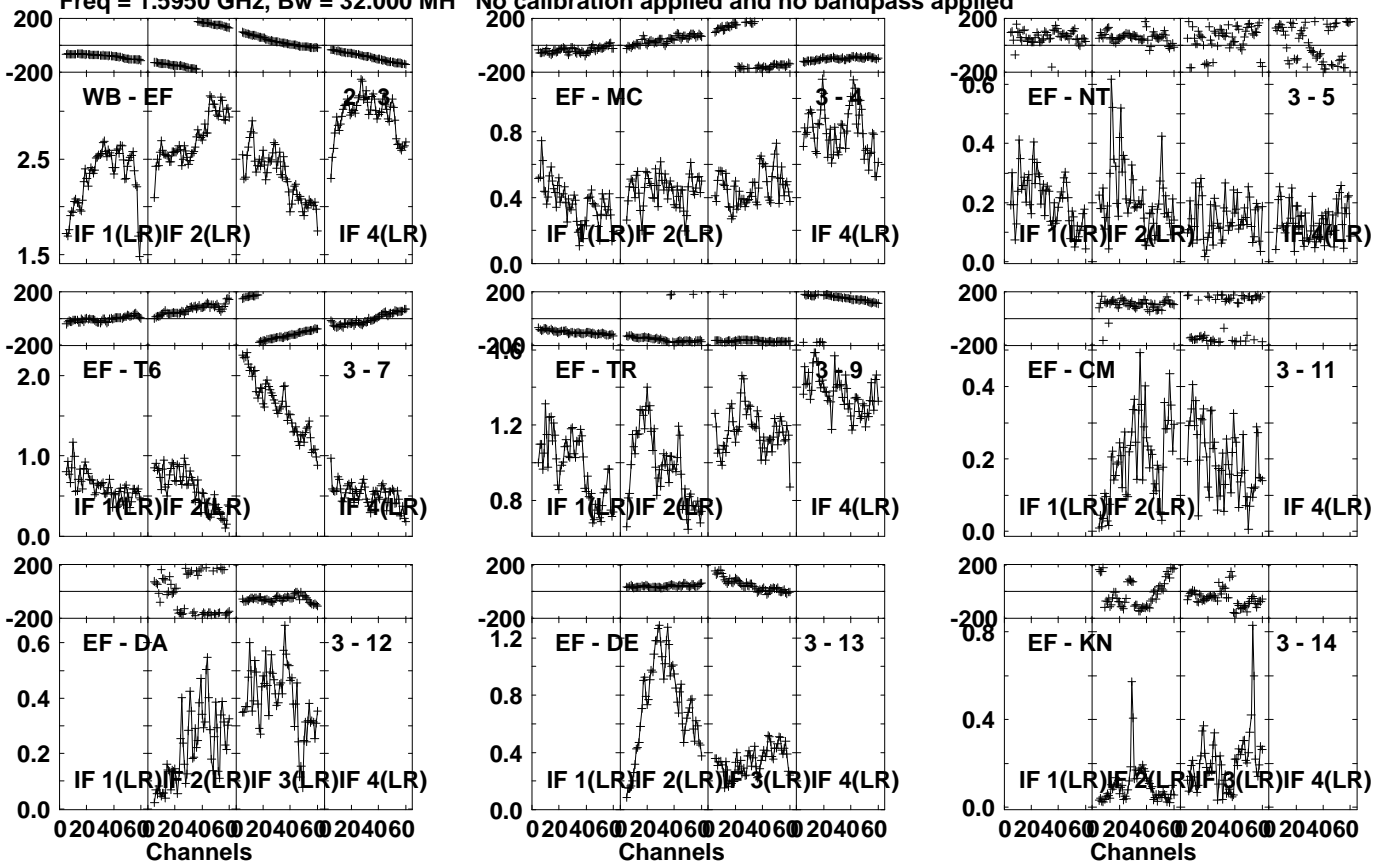 Freq = 1.5950 GHz, Bw = 32.000 MH No calibration applied and no bandpass applied
200
-200
WB - EF 2 - 3
2.5
1.5
IF 1(LR) IF 2(LR) IF 4(LR)
200
-200
EF - MC 3 - 4
0.8
0.4
0.0
IF 1(LR) IF 2(LR) IF 4(LR)
200
-200
0.6
EF - NT 3 - 5
0.4
0.2
0.0
IF 1(LR) IF 2(LR) IF 4(LR)
200
-200
EF - T6 3 - 7
2.0
1.0
0.0
IF 1(LR) IF 2(LR) IF 4(LR)
200
-200
1.6
EF - TR 3 - 9
1.2
0.8
IF 1(LR) IF 2(LR) IF 4(LR)
200
-200
EF - CM 3 - 11
0.4
0.2
0.0
IF 1(LR) IF 2(LR) IF 4(LR)
200
-200
EF - DA 3 - 12
0.6
0.4
0.2
0.0
IF 1(LR) IF 2(LR) IF 3(LR) IF 4(LR)
0 20 40 60 0 20 40 60 0 20 40 60 0 20 40 60
Channels
200
-200
EF - DE 3 - 13
1.2
0.8
0.4
0.0
IF 1(LR) IF 2(LR) IF 3(LR) IF 4(LR)
0 20 40 60 0 20 40 60 0 20 40 60 0 20 40 60
Channels
200
-200
0.8
EF - KN 3 - 14
0.4
0.0
IF 1(LR) IF 2(LR) IF 3(LR) IF 4(LR)
0 20 40 60 0 20 40 60 0 20 40 60 0 20 40 60
Channels